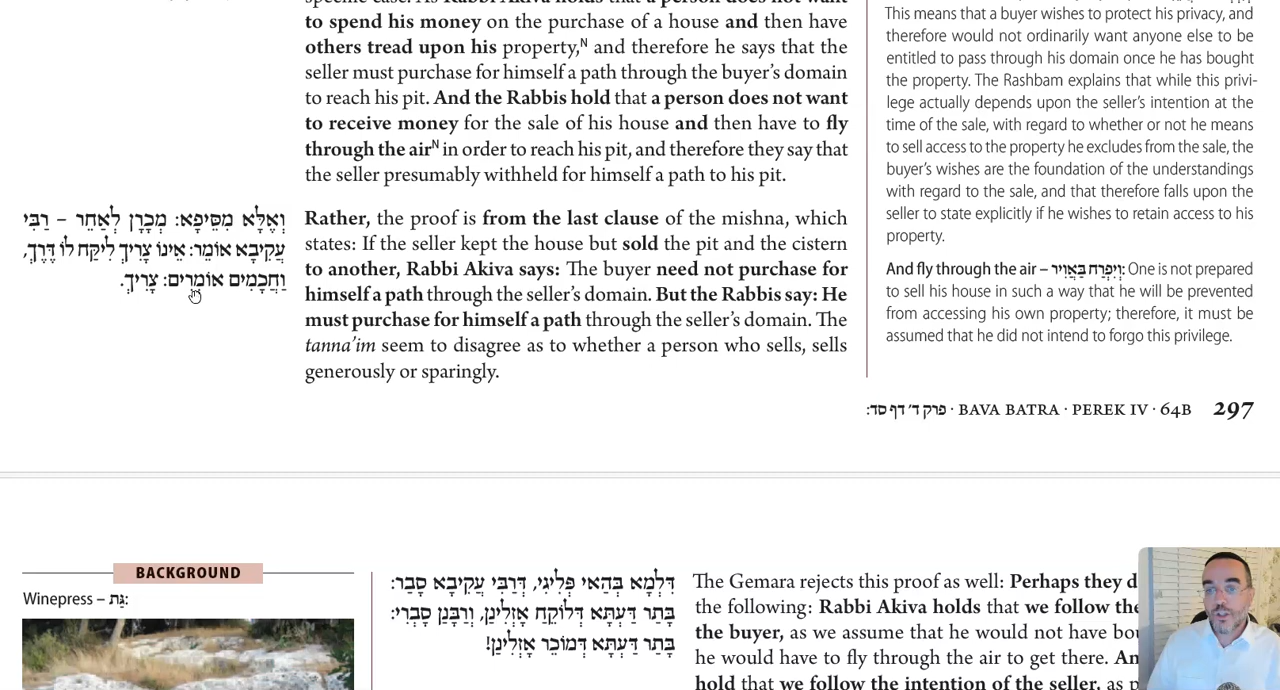 to spend his money on the purchase of a house and then have
others tread upon his property,ᴺ and therefore he says that the
seller must purchase for himself a path through the buyer's domain
to reach his pit. And the Rabbis hold that a person does not want
to receive money for the sale of his house and then have to fly
through the airᴺ in order to reach his pit, and therefore they say that
the seller presumably withheld for himself a path to his pit.
וְאֶלָּא מִסֵּיפָא: מְכָרָן לְאַחֵר – רַבִּי
עֲקִיבָא אוֹמֵר: אֵינוֹ צָרִיךְ לִיקַּח לוֹ דֶּרֶךְ,
וַחֲכָמִים אוֹמְרִים: צָרִיךְ.
Rather, the proof is from the last clause of the mishna, which
states: If the seller kept the house but sold the pit and the cistern
to another, Rabbi Akiva says: The buyer need not purchase for
himself a path through the seller's domain. But the Rabbis say: He
must purchase for himself a path through the seller's domain. The
tanna'im seem to disagree as to whether a person who sells, sells
generously or sparingly.
This means that a buyer wishes to protect his privacy, and
therefore would not ordinarily want anyone else to be
entitled to pass through his domain once he has bought
the property. The Rashbam explains that while this privi-
lege actually depends upon the seller's intention at the
time of the sale, with regard to whether or not he means
to sell access to the property he excludes from the sale, the
buyer's wishes are the foundation of the understandings
with regard to the sale, and that therefore falls upon the
seller to state explicitly if he wishes to retain access to his
property.
And fly through the air – וְיִפְרַח בָּאֲוִיר: One is not prepared
to sell his house in such a way that he will be prevented
from accessing his own property; therefore, it must be
assumed that he did not intend to forgo this privilege.
פרק ד׳ דף סד: · BAVA BATRA · PEREK IV · 64B 297
BACKGROUND
Winepress – גַּת:
דִּלְמָא בְּהָאי פְּלִיגִי, דְּרַבִּי עֲקִיבָא סָבַר:
בָּתַר דַּעְתָּא דְּלוֹקֵחַ אָזְלִינַן, וְרַבָּנַן סָבְרִי:
בָּתַר דַּעְתָּא דְּמוֹכֵר אָזְלִינַן!
The Gemara rejects this proof as well: Perhaps they d
the following: Rabbi Akiva holds that we follow the
the buyer, as we assume that he would not have bou
he would have to fly through the air to get there. An
hold that we follow the intention of the seller, as p